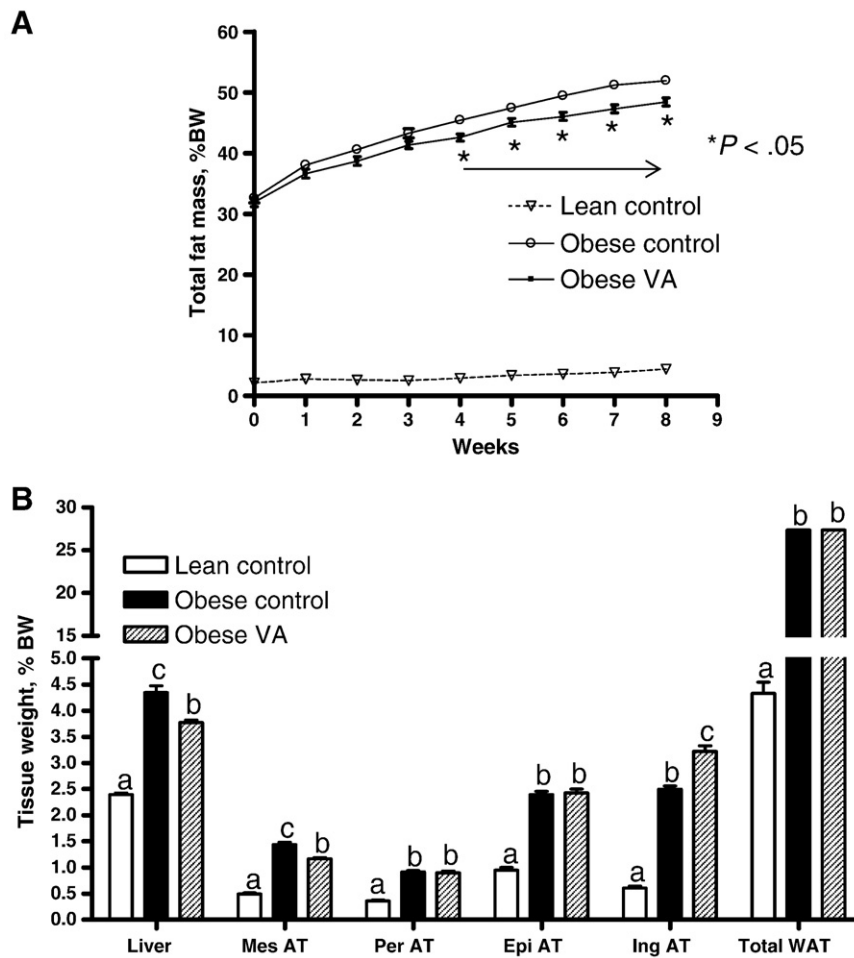 A
Total fat mass, %BW
60
50
40
30
20
10
0
* * * * *
*P < .05
Lean control
Obese control
Obese VA
0 1 2 3 4 5 6 7 8 9
Weeks
B
Tissue weight, % BW
30
25
20
15
5.0
4.5
4.0
3.5
3.0
2.5
2.0
1.5
1.0
0.5
0.0
Lean control
Obese control
Obese VA
a c b
a c b
a b b
a b b
a b c
a b b
Liver Mes AT Per AT Epi AT Ing AT Total WAT